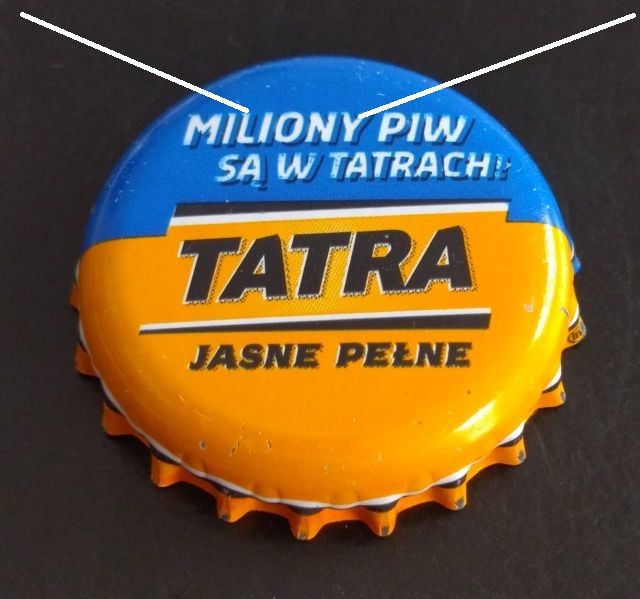 MILIONY PIW
SĄ W TATRACH!!
TATRA
JASNE PEŁNE